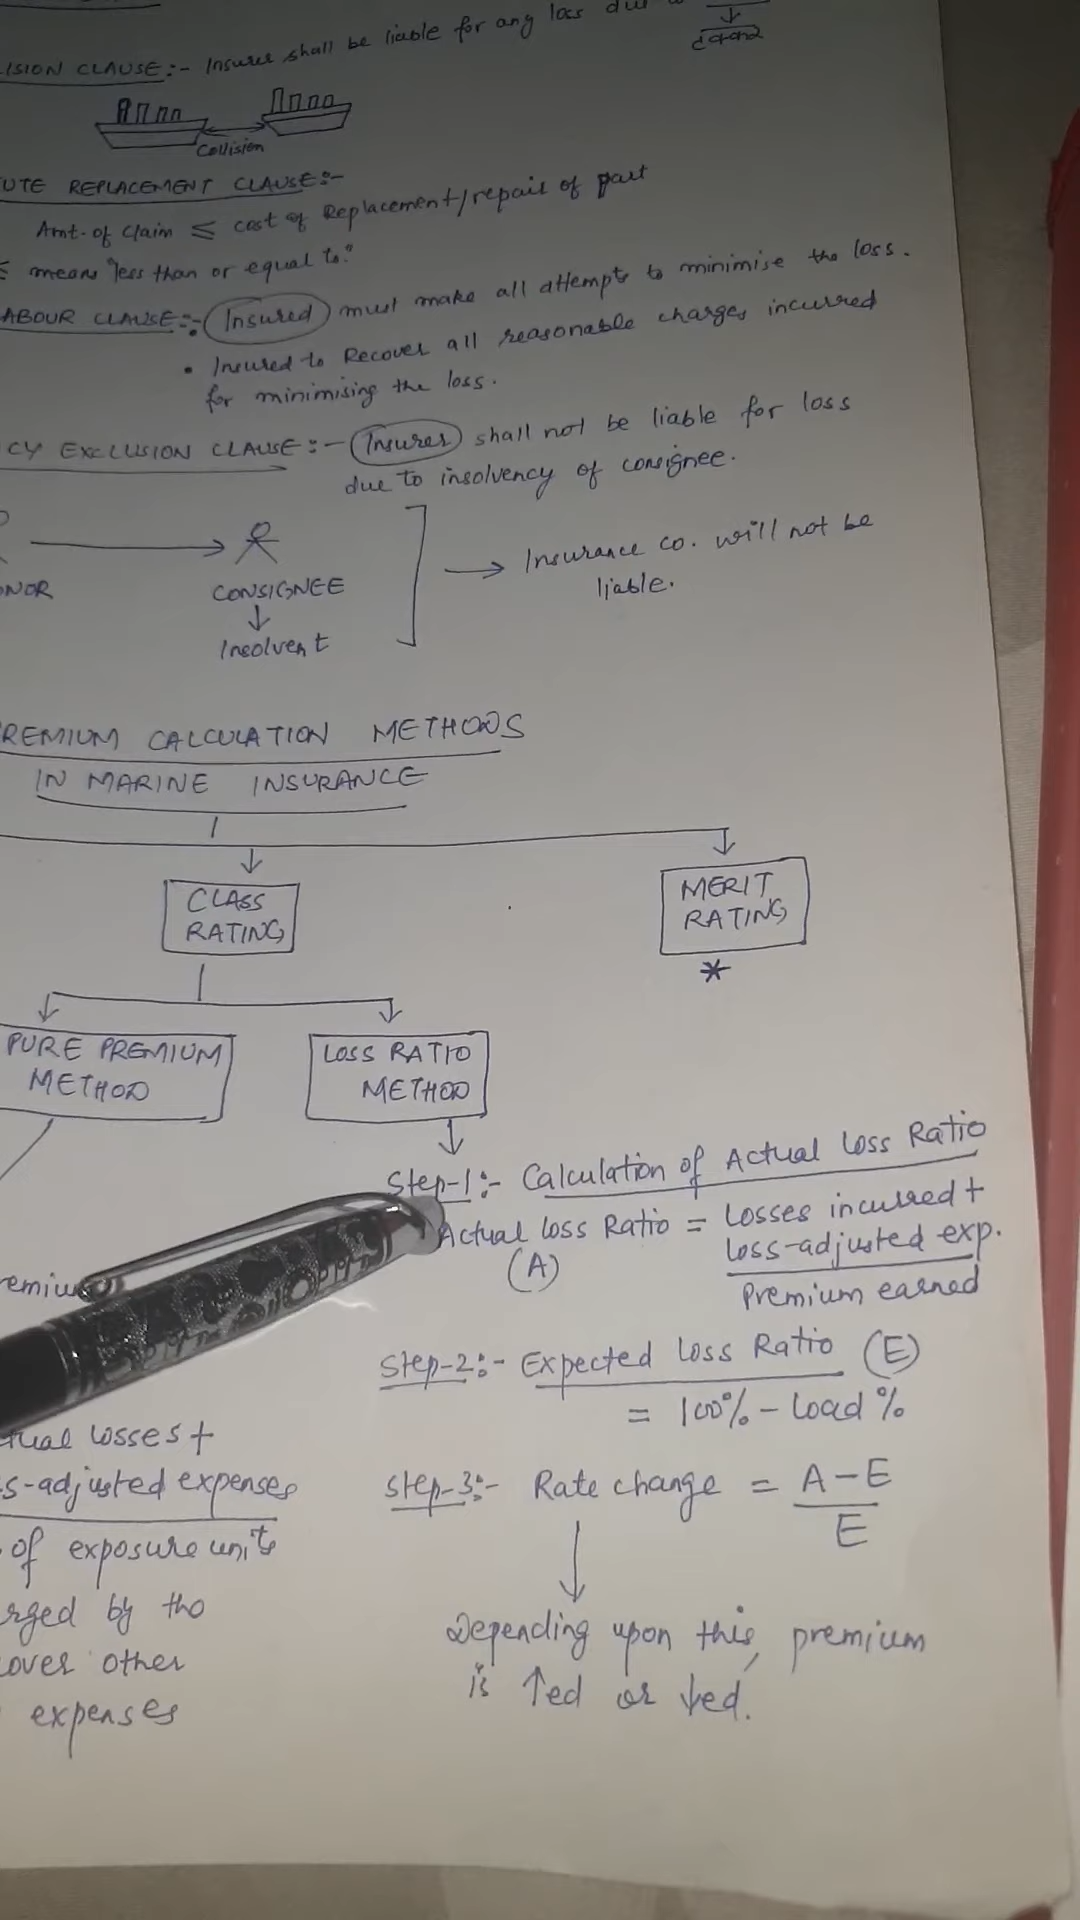 LISION CLAUSE:- Insurer shall be liable for any loss due
Collision
UTE REPLACEMENT CLAUSE:-
Amt. of claim ≤ cost of Replacement/repair of part
≤ means "less than or equal to."
ABOUR CLAUSE:- Insured must make all attempts to minimise the loss.
• Insured to Recover all reasonable charges incurred
for minimising the loss.
CY EXCLUSION CLAUSE:- Insurer shall not be liable for loss
due to insolvency of consignee.
→ Insurance co. will not be
liable.
NOR → CONSIGNEE
↓
Insolvent
REMIUM CALCULATION METHODS
IN MARINE INSURANCE
CLASS
RATING
MERIT
RATING
*
PURE PREMIUM
METHOD
LOSS RATIO
METHOD
Step-1:- Calculation of Actual Loss Ratio
Actual loss Ratio = Losses incurred +
loss-adjusted exp.
(A)
Premium earned
remium
Step-2:- Expected Loss Ratio (E)
= 100% - Load %
tual losses +
s-adjusted expenses
of exposure units
Step-3:- Rate change = A - E
E
rged by the
over other
expenses
Depending upon this, premium
is ↑ed or ↓ed.